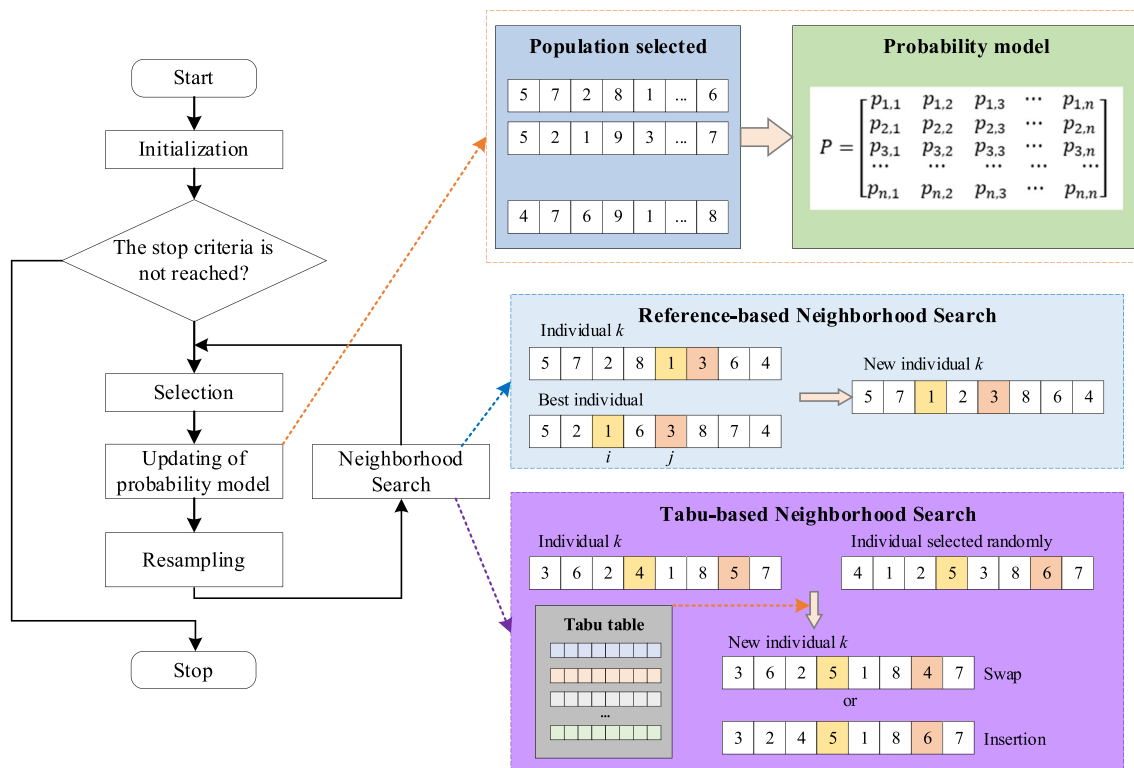 Start
Initialization
The stop criteria is
not reached?
Selection
Updating of
probability model
Resampling
Stop
Neighborhood
Search
Population selected
5 7 2 8 1 ... 6
5 2 1 9 3 ... 7
4 7 6 9 1 ... 8
Probability model
P =
p1,1 p1,2 p1,3 ⋯ p1,n
p2,1 p2,2 p2,3 ⋯ p2,n
p3,1 p3,2 p3,3 ⋯ p3,n
⋯ ⋯ ⋯ ⋯ ⋯
pn,1 pn,2 pn,3 ⋯ pn,n
Reference-based Neighborhood Search
Individual k
5 7 2 8 1 3 6 4
Best individual
5 2 1 6 3 8 7 4
i j
New individual k
5 7 1 2 3 8 6 4
Tabu-based Neighborhood Search
Individual k
3 6 2 4 1 8 5 7
Individual selected randomly
4 1 2 5 3 8 6 7
Tabu table
...
New individual k
3 6 2 5 1 8 4 7 Swap
or
3 2 4 5 1 8 6 7 Insertion